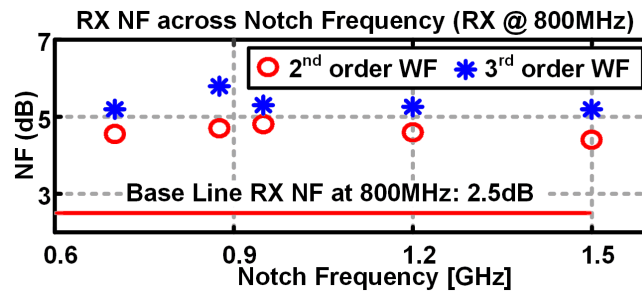 RX NF across Notch Frequency (RX @ 800MHz)
7
2nd order WF
3rd order WF
5
NF (dB)
3
Base Line RX NF at 800MHz: 2.5dB
0.6
0.9
1.2
1.5
Notch Frequency [GHz]